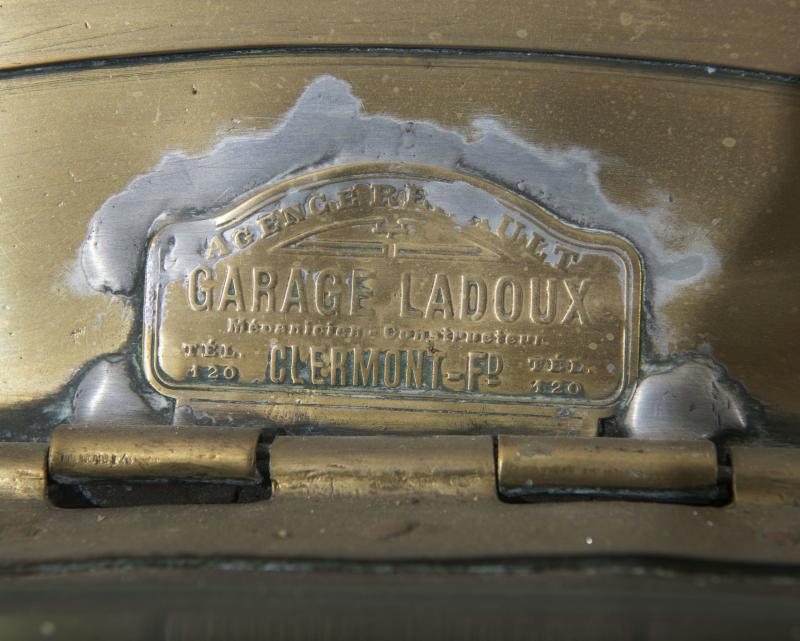 AGENCE RENAULT
GARAGE LADOUX
Mécanicien-Constructeur
TÉL. CLERMONT-FD TÉL.
120 120